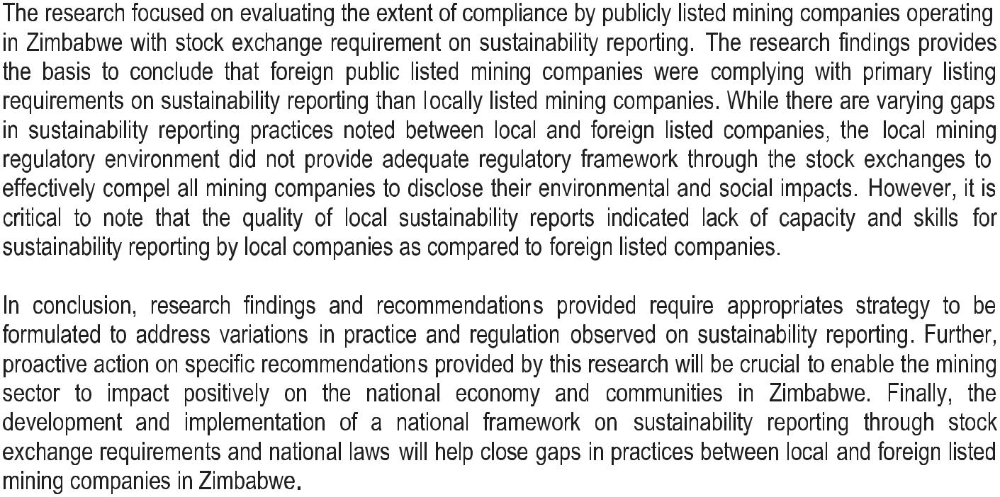 The research focused on evaluating the extent of compliance by publicly listed mining companies operating
in Zimbabwe with stock exchange requirement on sustainability reporting. The research findings provides
the basis to conclude that foreign public listed mining companies were complying with primary listing
requirements on sustainability reporting than locally listed mining companies. While there are varying gaps
in sustainability reporting practices noted between local and foreign listed companies, the local mining
regulatory environment did not provide adequate regulatory framework through the stock exchanges to
effectively compel all mining companies to disclose their environmental and social impacts. However, it is
critical to note that the quality of local sustainability reports indicated lack of capacity and skills for
sustainability reporting by local companies as compared to foreign listed companies.

In conclusion, research findings and recommendations provided require appropriates strategy to be
formulated to address variations in practice and regulation observed on sustainability reporting. Further,
proactive action on specific recommendations provided by this research will be crucial to enable the mining
sector to impact positively on the national economy and communities in Zimbabwe. Finally, the
development and implementation of a national framework on sustainability reporting through stock
exchange requirements and national laws will help close gaps in practices between local and foreign listed
mining companies in Zimbabwe.